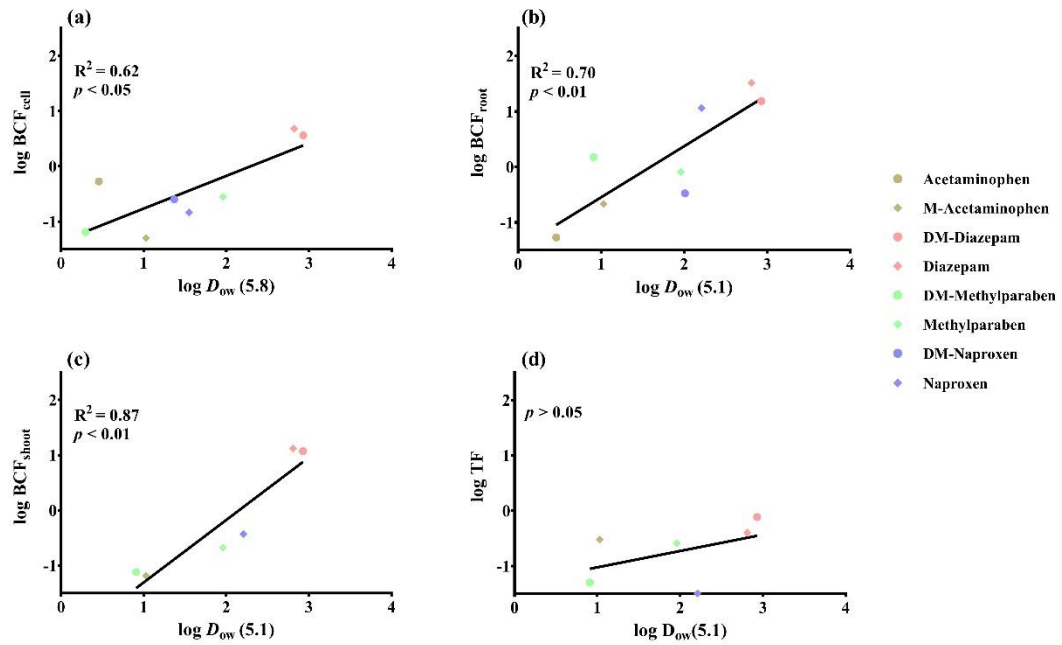 (a)
2
1
0
-1
0
1
2
3
4
R² = 0.62
p < 0.05
log BCFcell
log Dow (5.8)
(b)
2
1
0
-1
0
1
2
3
4
R² = 0.70
p < 0.01
log BCFroot
log Dow (5.1)
(c)
2
1
0
-1
0
1
2
3
4
R² = 0.87
p < 0.01
log BCFshoot
log Dow (5.1)
(d)
2
1
0
-1
0
1
2
3
4
p > 0.05
log TF
log Dow(5.1)
Acetaminophen
M-Acetaminophen
DM-Diazepam
Diazepam
DM-Methylparaben
Methylparaben
DM-Naproxen
Naproxen